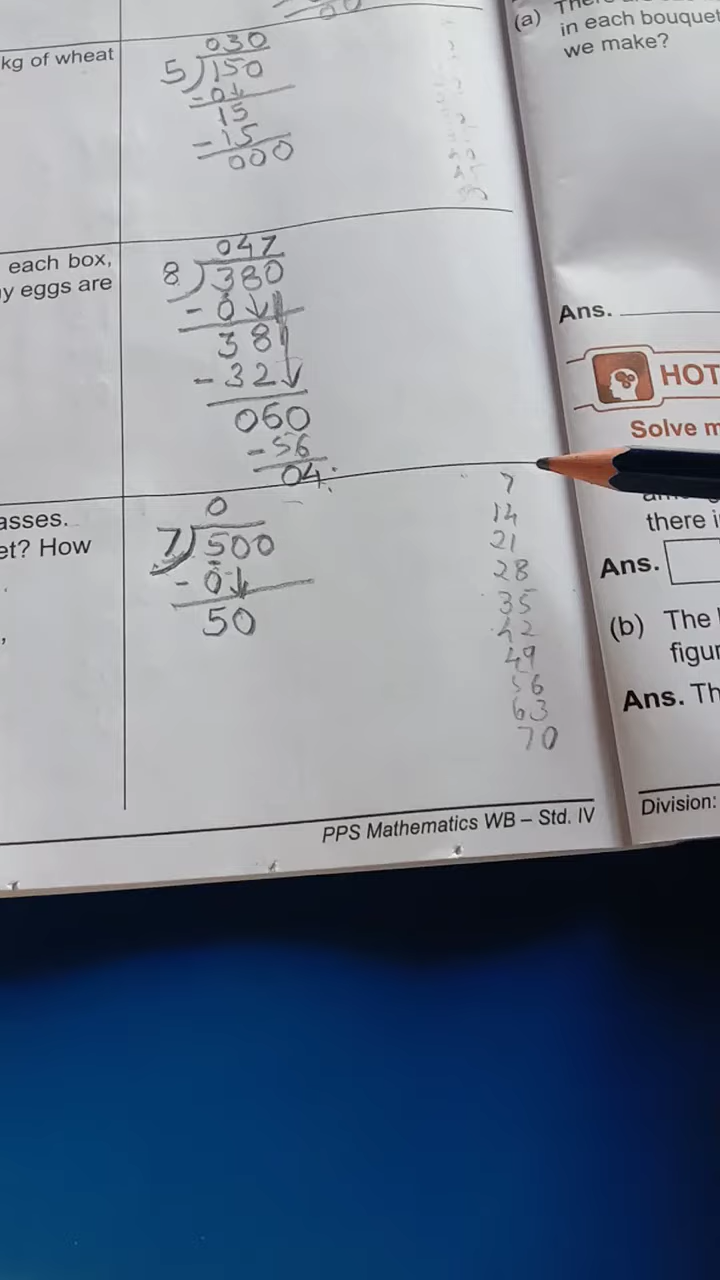 kg of wheat
030
5)150
-0↓
15
-15
000
each box,
y eggs are
047
8)380
-0↓
38
-32↓
060
-56
04
asses.
et? How
0
7)500
-0↓
50
7
14
21
28
35
42
49
56
63
70
PPS Mathematics WB – Std. IV
(a)
in each bouquet
we make?
Ans.
HOT
Solve m
there i
Ans.
(b) The
figur
Ans. Th
Division: